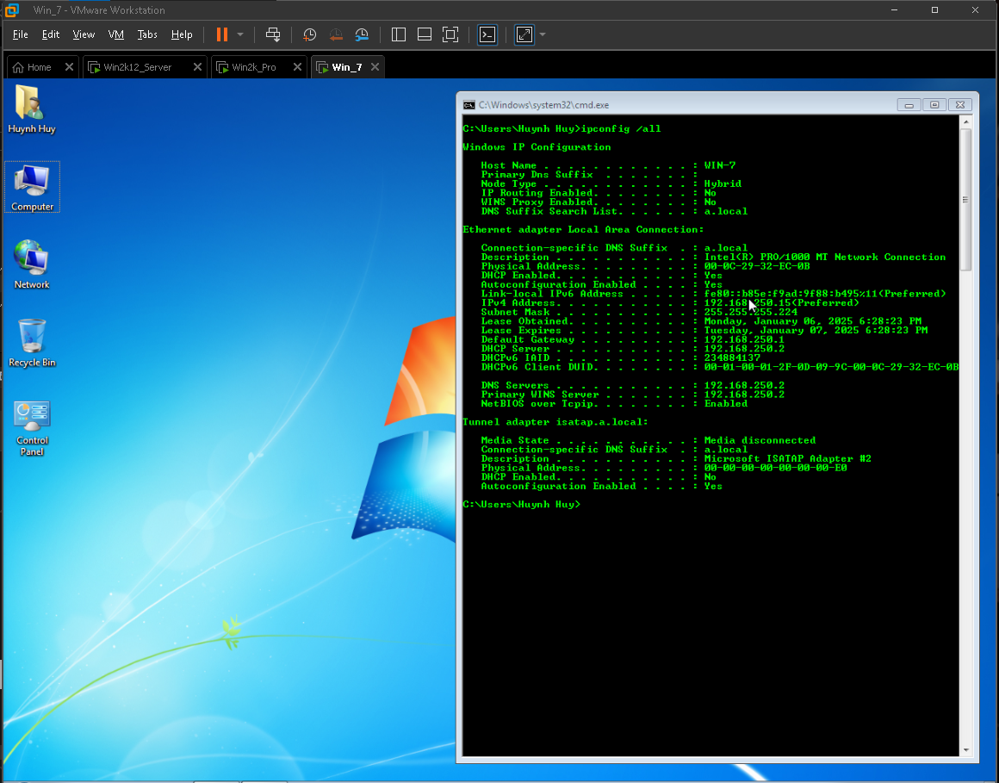 Win_7 - VMware Workstation
File Edit View VM Tabs Help
Home Win2k12_Server Win2k_Pro Win_7
Huynh Huy
Computer
Network
Recycle Bin
Control
Panel
C:\Windows\system32\cmd.exe
C:\Users\Huynh Huy>ipconfig /all
Windows IP Configuration
Host Name . . . . . . . . . . . . : WIN-7
Primary Dns Suffix . . . . . . . :
Node Type . . . . . . . . . . . . : Hybrid
IP Routing Enabled. . . . . . . . : No
WINS Proxy Enabled. . . . . . . . : No
DNS Suffix Search List. . . . . . : a.local
Ethernet adapter Local Area Connection:
Connection-specific DNS Suffix . : a.local
Description . . . . . . . . . . . : Intel(R) PRO/1000 MT Network Connection
Physical Address. . . . . . . . . : 00-0C-29-32-EC-0B
DHCP Enabled. . . . . . . . . . . : Yes
Autoconfiguration Enabled . . . . : Yes
Link-local IPv6 Address . . . . . : fe80::b85e:f9ad:9f88:b495%11(Preferred)
IPv4 Address. . . . . . . . . . . : 192.168.250.15(Preferred)
Subnet Mask . . . . . . . . . . . : 255.255.255.224
Lease Obtained. . . . . . . . . . : Monday, January 06, 2025 6:28:23 PM
Lease Expires . . . . . . . . . . : Tuesday, January 07, 2025 6:28:23 PM
Default Gateway . . . . . . . . . : 192.168.250.1
DHCP Server . . . . . . . . . . . : 192.168.250.2
DHCPv6 IAID . . . . . . . . . . . : 234884137
DHCPv6 Client DUID. . . . . . . . : 00-01-00-01-2F-0D-09-9C-00-0C-29-32-EC-0B
DNS Servers . . . . . . . . . . . : 192.168.250.2
Primary WINS Server . . . . . . . : 192.168.250.2
NetBIOS over Tcpip. . . . . . . . : Enabled
Tunnel adapter isatap.a.local:
Media State . . . . . . . . . . . : Media disconnected
Connection-specific DNS Suffix . : a.local
Description . . . . . . . . . . . : Microsoft ISATAP Adapter #2
Physical Address. . . . . . . . . : 00-00-00-00-00-00-00-E0
DHCP Enabled. . . . . . . . . . . : No
Autoconfiguration Enabled . . . . : Yes
C:\Users\Huynh Huy>